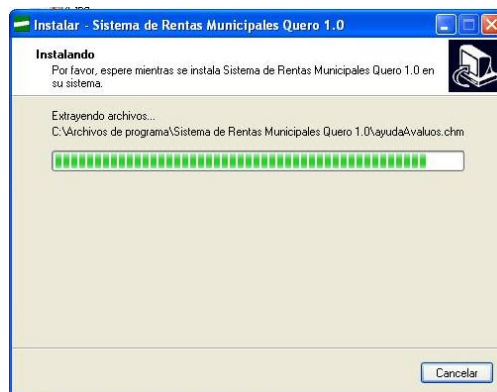 Instalar - Sistema de Rentas Municipales Quero 1.0
Instalando
Por favor, espere mientras se instala Sistema de Rentas Municipales Quero 1.0 en
su sistema.
Extrayendo archivos...
C:\Archivos de programa\Sistema de Rentas Municipales Quero 1.0\ayudaAvaluos.chm
Cancelar